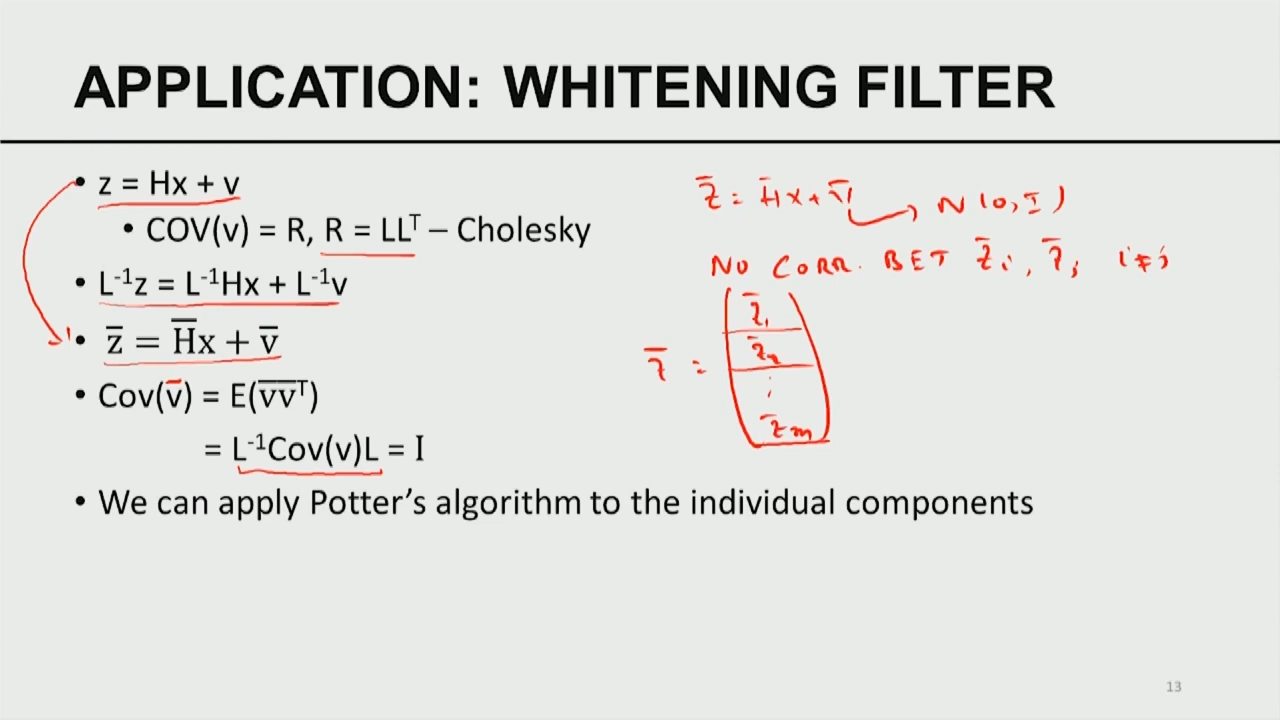 APPLICATION: WHITENING FILTER
• z = Hx + v
• COV(v) = R, R = LLᵀ – Cholesky
• L⁻¹z = L⁻¹Hx + L⁻¹v
• z̅ = H̅x + v̅
• Cov(v̅) = E(v̅v̅ᵀ)
= L⁻¹Cov(v)L = I
• We can apply Potter’s algorithm to the individual components
z̅ = H̅x + v̅ → N(0, I)
NO CORR. BET z̅ᵢ, z̅ⱼ i ≠ j
z̅ =
z̅₁
z̅₂
⋮
z̅ₘ
13